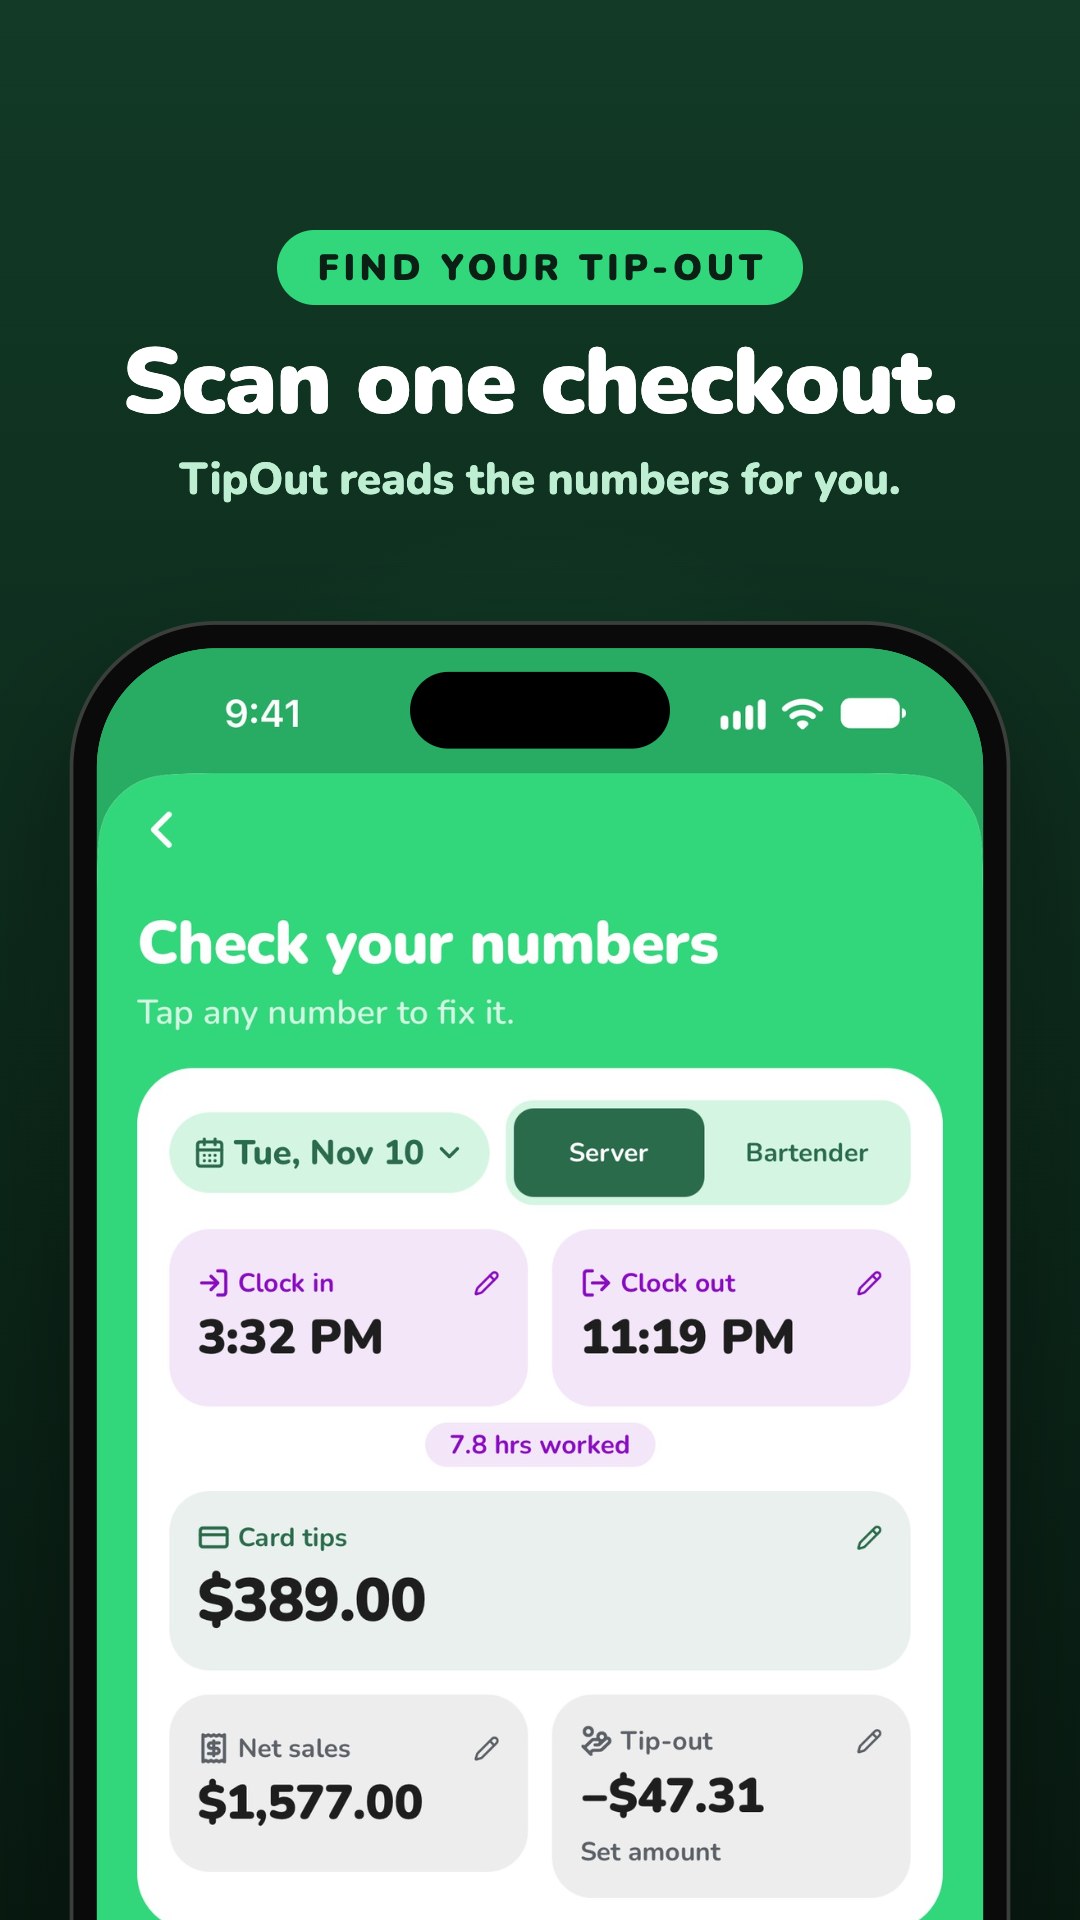 FIND YOUR TIP-OUT
Scan one checkout.
TipOut reads the numbers for you.
9:41
Check your numbers
Tap any number to fix it.
Tue, Nov 10
Server
Bartender
Clock in
3:32 PM
Clock out
11:19 PM
7.8 hrs worked
Card tips
$389.00
Net sales
$1,577.00
Tip-out
–$47.31
Set amount